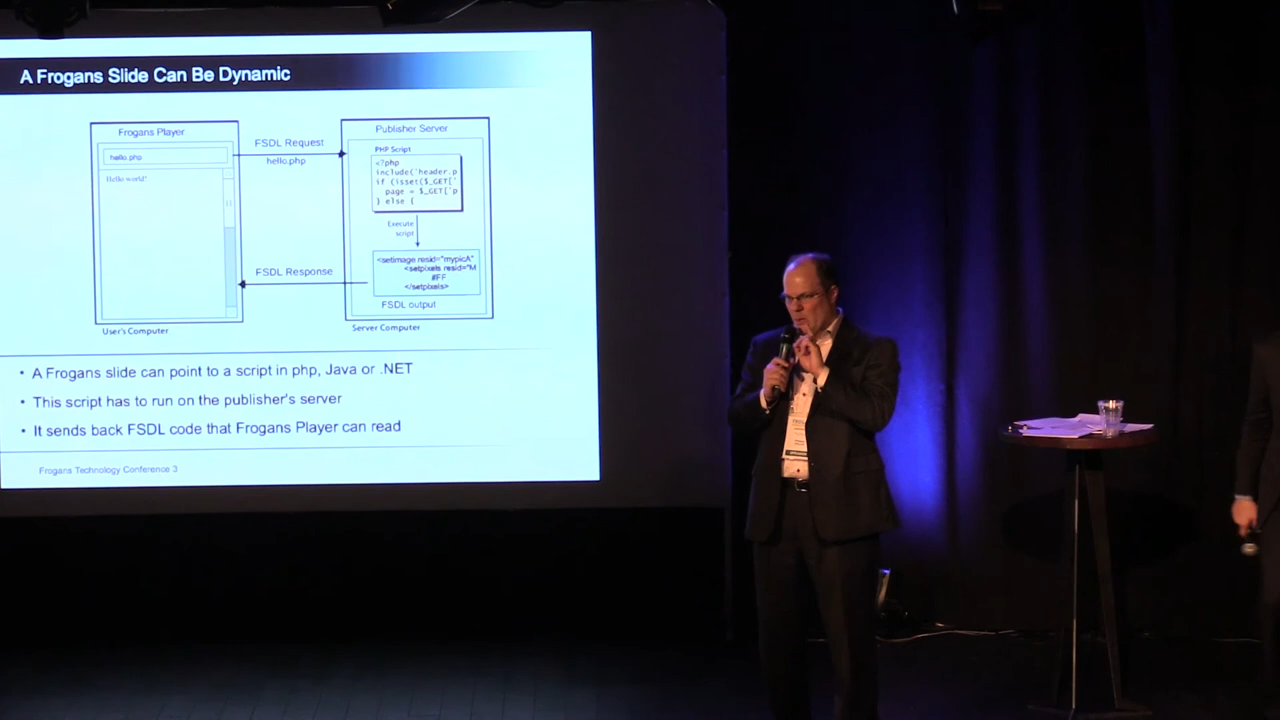 A Frogans Slide Can Be Dynamic
Frogans Player
hello.php
Hello world!
User's Computer
FSDL Request
hello.php
FSDL Response
Publisher Server
PHP Script
<?php
include('header.p
if (isset($_GET['
page = $_GET['p
} else {
Execute
script
<setimage resid="mypicA"
<setpixels resid="M
#FF
</setpixels>
FSDL output
Server Computer
• A Frogans slide can point to a script in php, Java or .NET
• This script has to run on the publisher's server
• It sends back FSDL code that Frogans Player can read
Frogans Technology Conference 3